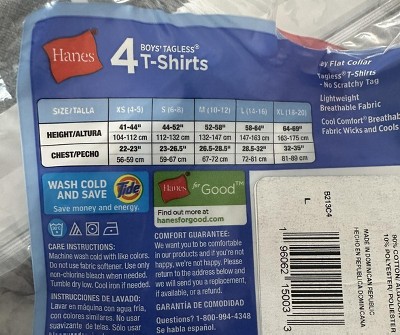 Hanes
4 BOYS' TAGLESS®
T-Shirts
ay Flat Collar
Tagless® T-Shirts
- No Scratchy Tag
Lightweight
Breathable Fabric
Cool Comfort® Breathable
Fabric Wicks and Cools
SIZE/TALLA XS (4-5) S (6-8) M (10-12) L (14-16) XL (18-20)
HEIGHT/ALTURA 41-44" 44-52" 52-58" 58-64" 64-69"
104-112 cm 112-132 cm 132-147 cm 147-163 cm 163-175 cm
CHEST/PECHO 22-23" 23-26.5" 26.5-28.5" 28.5-32" 32-35"
56-59 cm 59-67 cm 67-72 cm 72-81 cm 81-89 cm
WASH COLD
AND SAVE
Tide
Save money and energy.
Hanes for Good™
Find out more at
hanesforgood.com
CARE INSTRUCTIONS:
Machine wash cold with like colors.
Do not use fabric softener. Use only
non-chlorine bleach when needed.
Tumble dry low. Cool iron if needed.
INSTRUCCIONES DE LAVADO:
Lavar en máquina con agua fría,
con colores similares. No usar
suavizante de telas. Sólo usar
COMFORT GUARANTEE:
We want you to be comfortable
in our products and if you're not
happy, we're not happy. Please
return to the address below and
we will send you a replacement,
if available, or a refund.
GARANTÍA DE COMODIDAD
Questions? 1-800-994-4348
Se habla español.
B213C4
L
MADE IN DOMINICAN REPUBLIC
HECHO EN REPUBLICA DOMINICANA